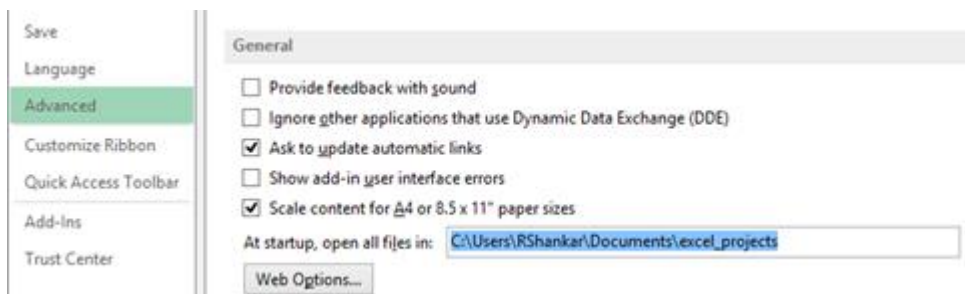 Save
Language
Advanced
Customize Ribbon
Quick Access Toolbar
Add-Ins
Trust Center
General
Provide feedback with sound
Ignore other applications that use Dynamic Data Exchange (DDE)
Ask to update automatic links
Show add-in user interface errors
Scale content for A4 or 8.5 x 11" paper sizes
At startup, open all files in: C:\Users\RShankar\Documents\excel_projects
Web Options...